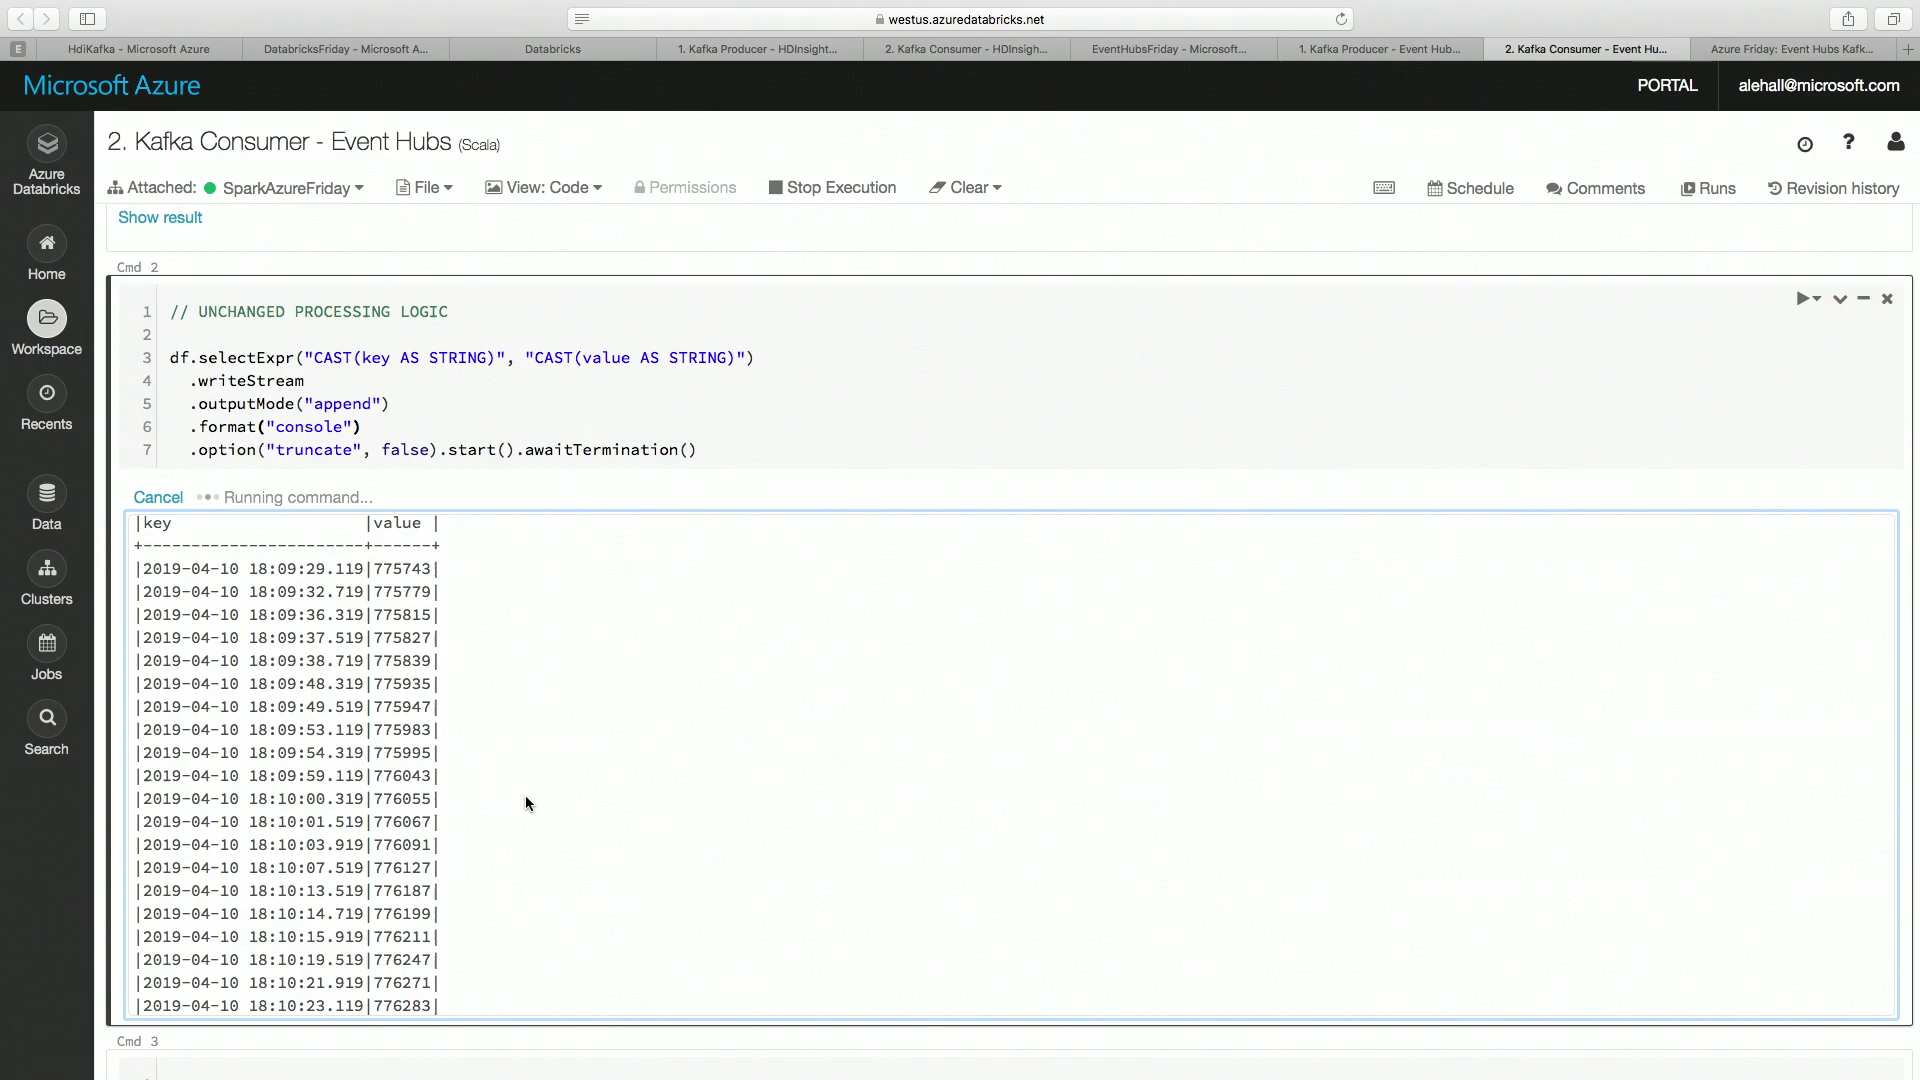 westus.azuredatabricks.net
E
HdiKafka - Microsoft Azure
DatabricksFriday - Microsoft A...
Databricks
1. Kafka Producer - HDInsight...
2. Kafka Consumer - HDInsigh...
EventHubsFriday - Microsoft...
1. Kafka Producer - Event Hub...
2. Kafka Consumer - Event Hu...
Azure Friday: Event Hubs Kafk...
Microsoft Azure
PORTAL
alehall@microsoft.com
Azure
Databricks
Home
Workspace
Recents
Data
Clusters
Jobs
Search
2. Kafka Consumer - Event Hubs (Scala)
Attached: SparkAzureFriday
File
View: Code
Permissions
Stop Execution
Clear
Schedule
Comments
Runs
Revision history
Show result
Cmd 2
1 // UNCHANGED PROCESSING LOGIC
2
3 df.selectExpr("CAST(key AS STRING)", "CAST(value AS STRING)")
4 .writeStream
5 .outputMode("append")
6 .format("console")
7 .option("truncate", false).start().awaitTermination()
Cancel Running command...
|key |value |
+-----------------------+------+
|2019-04-10 18:09:29.119|775743|
|2019-04-10 18:09:32.719|775779|
|2019-04-10 18:09:36.319|775815|
|2019-04-10 18:09:37.519|775827|
|2019-04-10 18:09:38.719|775839|
|2019-04-10 18:09:48.319|775935|
|2019-04-10 18:09:49.519|775947|
|2019-04-10 18:09:53.119|775983|
|2019-04-10 18:09:54.319|775995|
|2019-04-10 18:09:59.119|776043|
|2019-04-10 18:10:00.319|776055|
|2019-04-10 18:10:01.519|776067|
|2019-04-10 18:10:03.919|776091|
|2019-04-10 18:10:07.519|776127|
|2019-04-10 18:10:13.519|776187|
|2019-04-10 18:10:14.719|776199|
|2019-04-10 18:10:15.919|776211|
|2019-04-10 18:10:19.519|776247|
|2019-04-10 18:10:21.919|776271|
|2019-04-10 18:10:23.119|776283|
Cmd 3